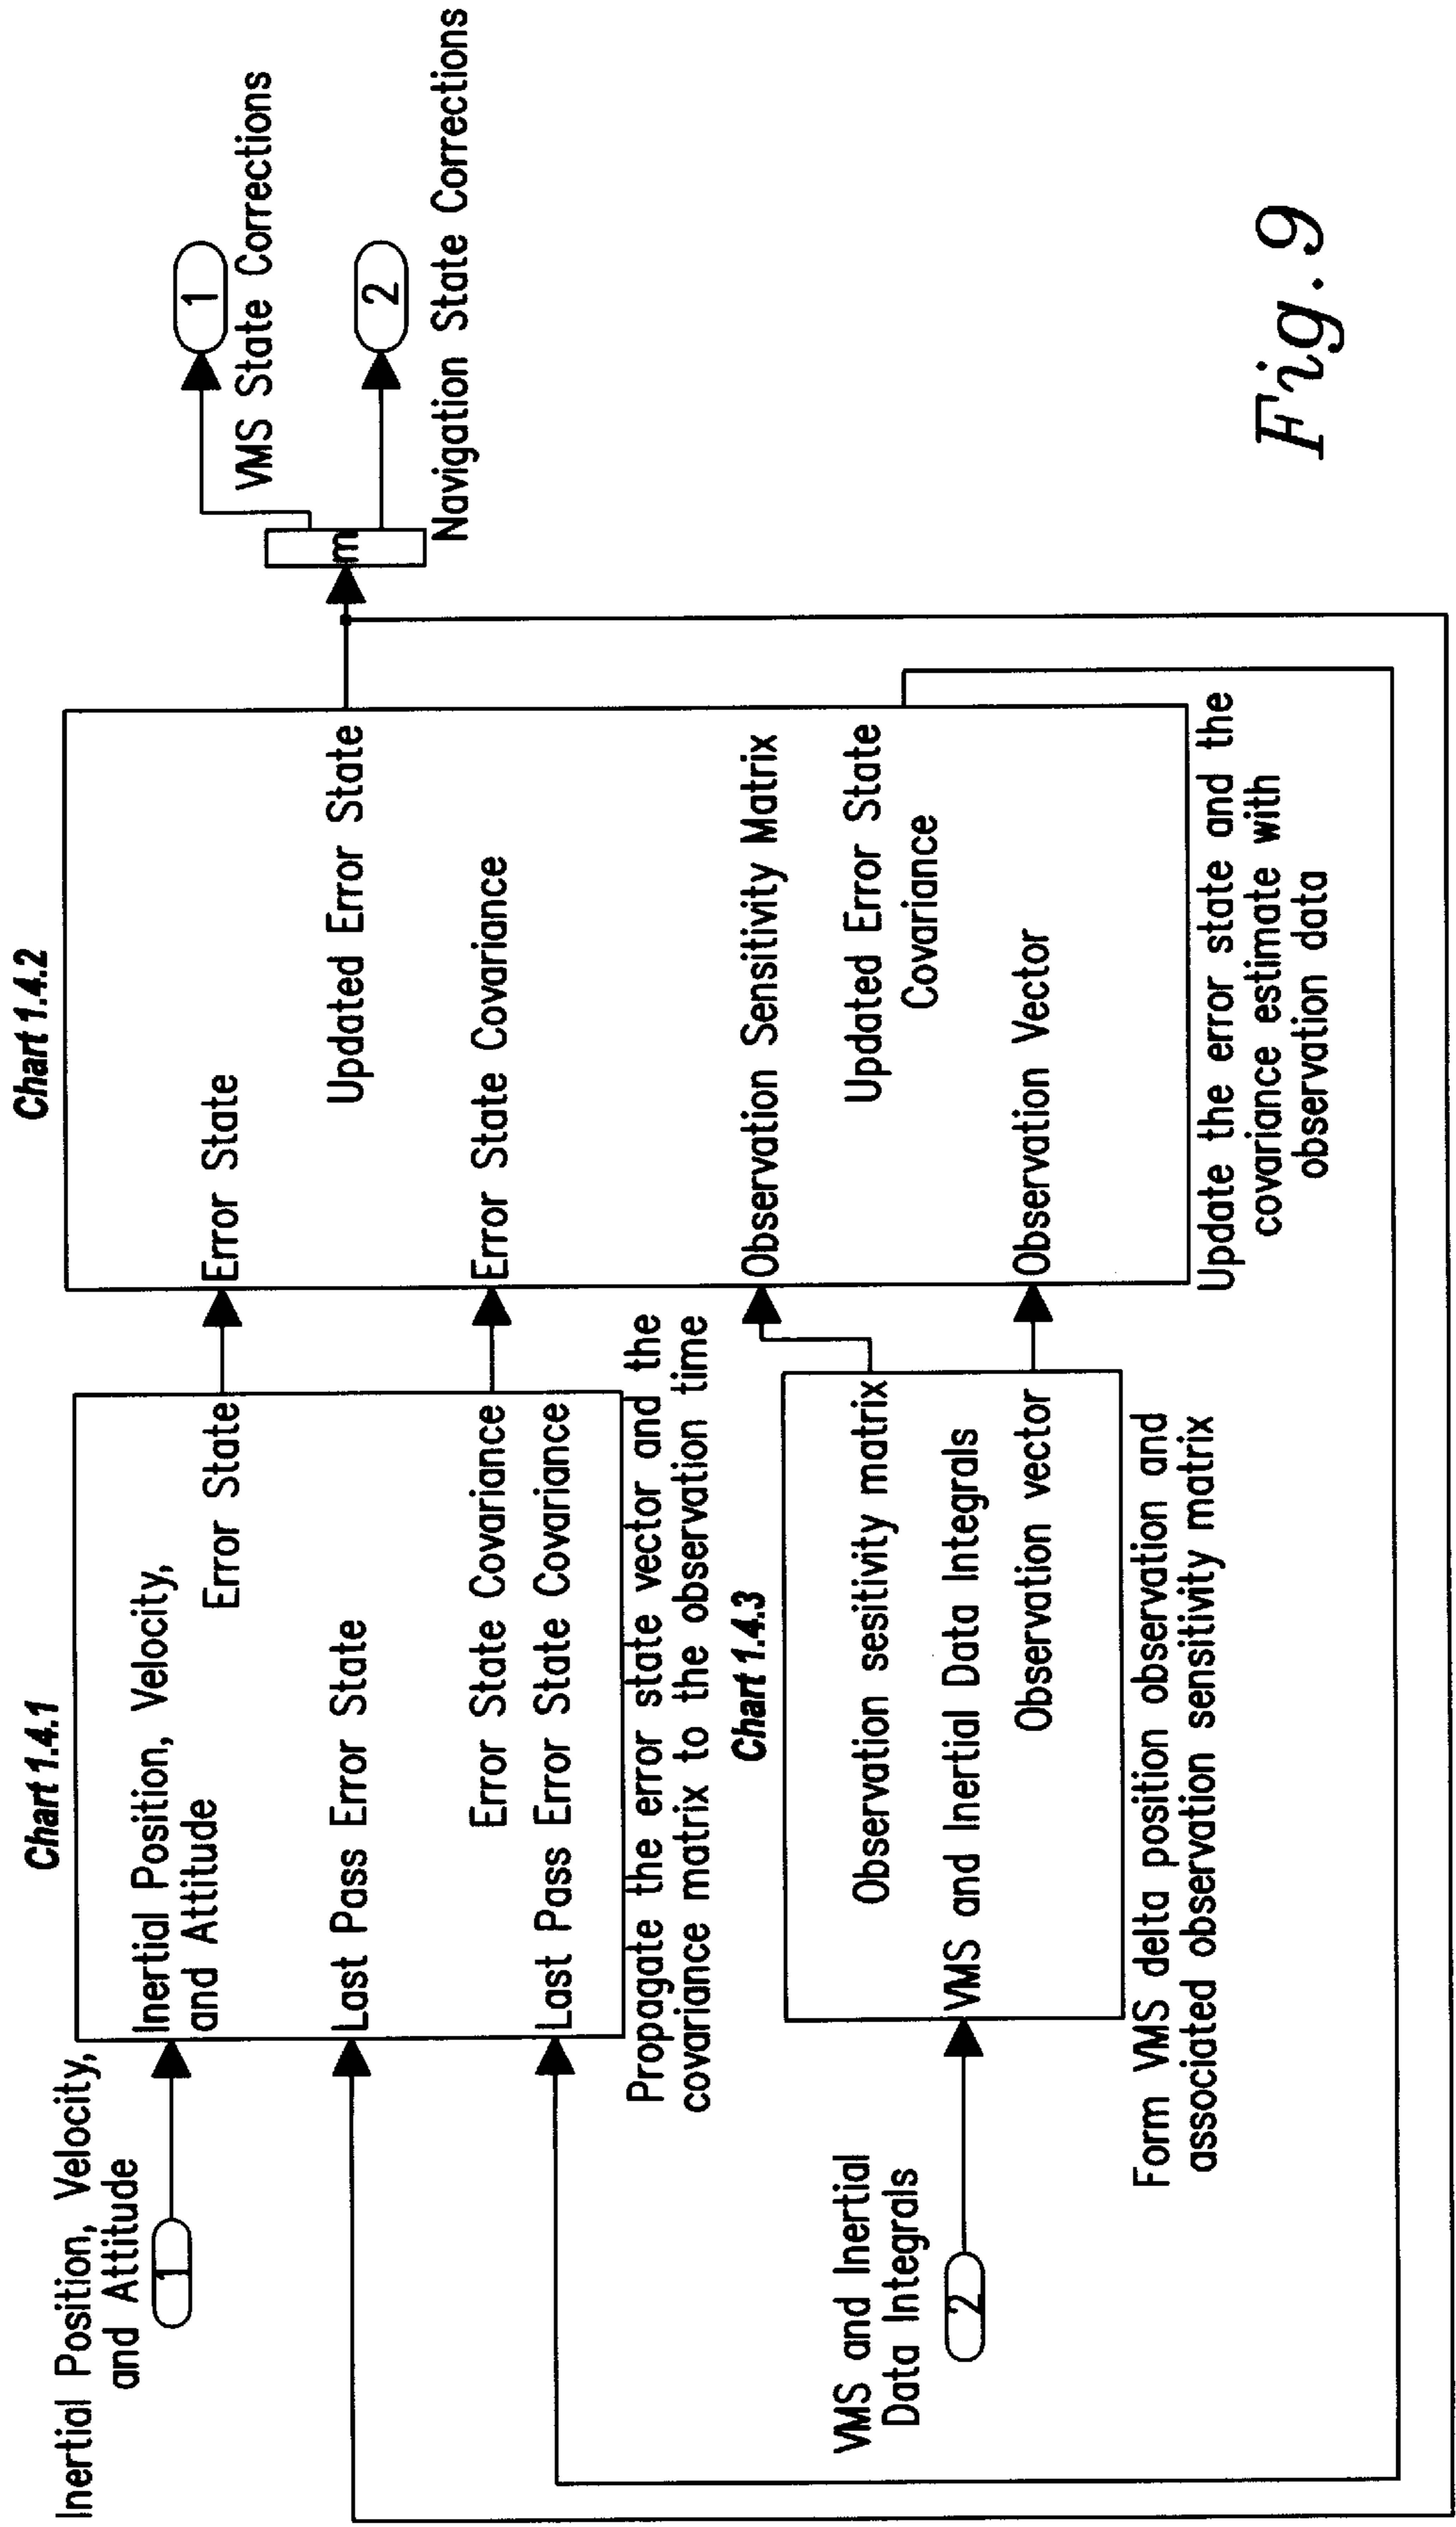 Chart 1.4.1
Inertial Position, Velocity,
and Attitude
1
Inertial Position, Velocity,
and Attitude
Error State
Last Pass Error State
Error State Covariance
Last Pass Error State Covariance
Propagate the error state vector and the
covariance matrix to the observation time
Chart 1.4.2
Error State
Updated Error State
Error State Covariance
Observation Sensitivity Matrix
Updated Error State
Covariance
Observation Vector
Update the error state and the
covariance estimate with
observation data
Chart 1.4.3
VMS and Inertial
Data Integrals
2
Observation sesitivity matrix
VMS and Inertial Data Integrals
Observation vector
Form VMS delta position observation and
associated observation sensitivity matrix
m
1
VMS State Corrections
2
Navigation State Corrections
Fig. 9